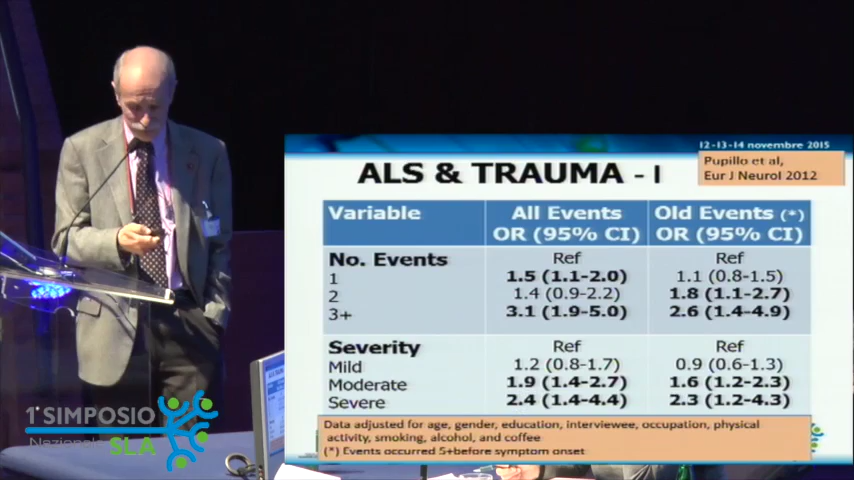 12-13-14 novembre 2015
Pupillo et al,
Eur J Neurol 2012
ALS & TRAUMA - I
Variable All Events OR (95% CI) Old Events (*) OR (95% CI)
No. Events Ref Ref
1 1.5 (1.1-2.0) 1.1 (0.8-1.5)
2 1.4 (0.9-2.2) 1.8 (1.1-2.7)
3+ 3.1 (1.9-5.0) 2.6 (1.4-4.9)
Severity Ref Ref
Mild 1.2 (0.8-1.7) 0.9 (0.6-1.3)
Moderate 1.9 (1.4-2.7) 1.6 (1.2-2.3)
Severe 2.4 (1.4-4.4) 2.3 (1.2-4.3)
Data adjusted for age, gender, education, interviewee, occupation, physical
activity, smoking, alcohol, and coffee
(*) Events occurred 5+before symptom onset
1° SIMPOSIO
Nazionale
SLA